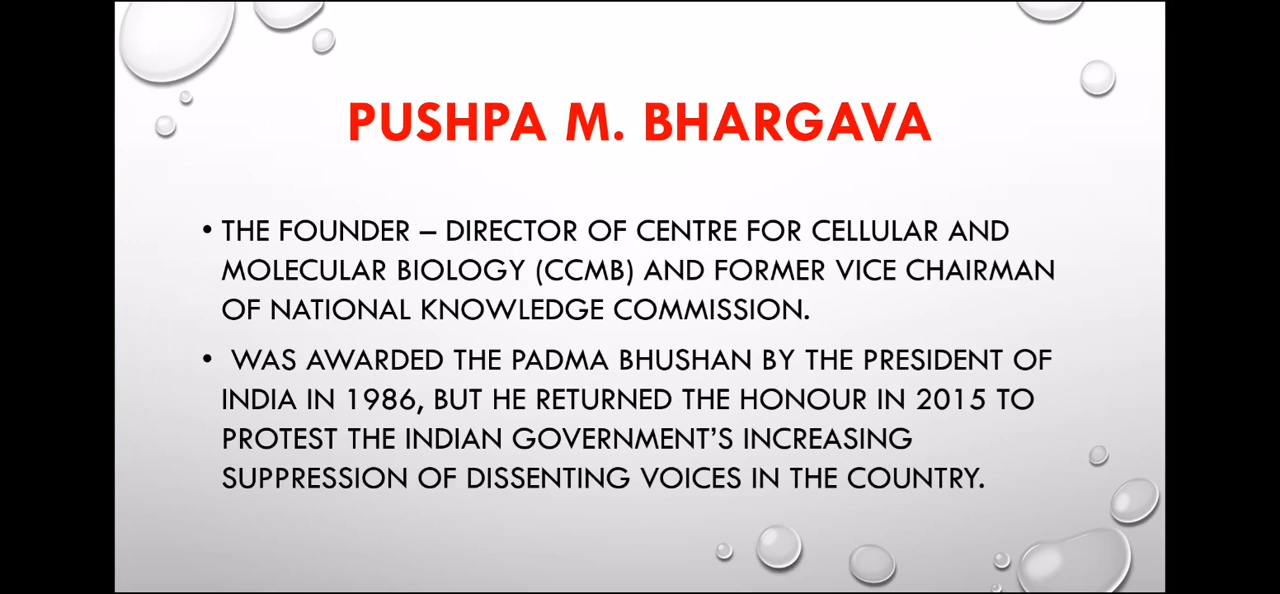 PUSHPA M. BHARGAVA
• THE FOUNDER – DIRECTOR OF CENTRE FOR CELLULAR AND
MOLECULAR BIOLOGY (CCMB) AND FORMER VICE CHAIRMAN
OF NATIONAL KNOWLEDGE COMMISSION.
• WAS AWARDED THE PADMA BHUSHAN BY THE PRESIDENT OF
INDIA IN 1986, BUT HE RETURNED THE HONOUR IN 2015 TO
PROTEST THE INDIAN GOVERNMENT’S INCREASING
SUPPRESSION OF DISSENTING VOICES IN THE COUNTRY.